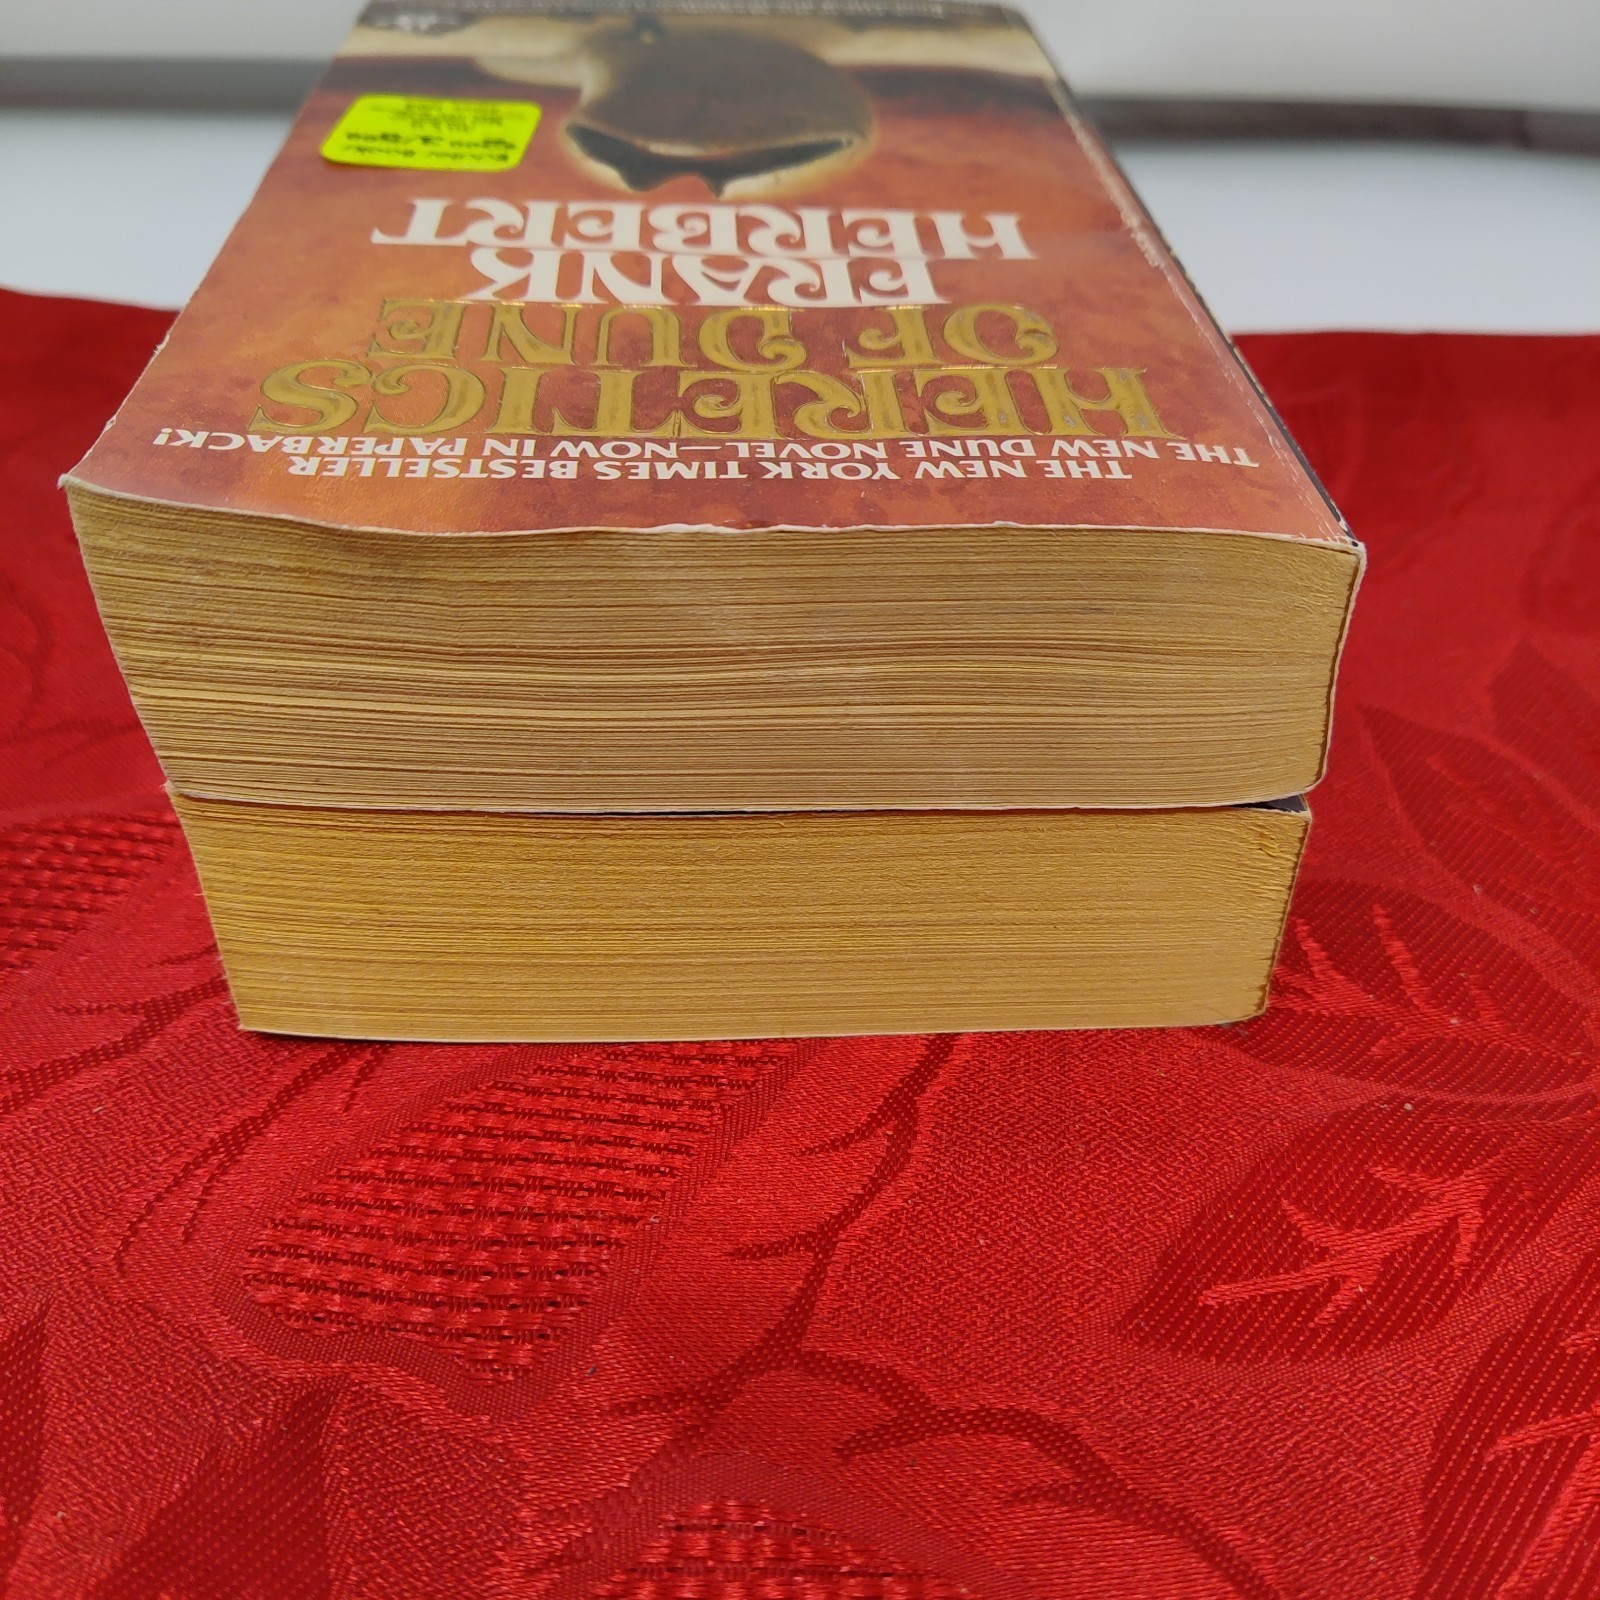 THE NEW YORK TIMES BESTSELLER
THE NEW DUNE NOVEL—NOW IN PAPERBACK!
HERETICS
OF DUNE
FRANK
HERBERT